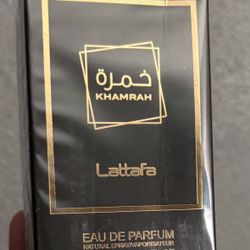 خمرة
KHAMRAH
Lattafa
EAU DE PARFUM
NATURAL SPRAY/VAPORISATEUR